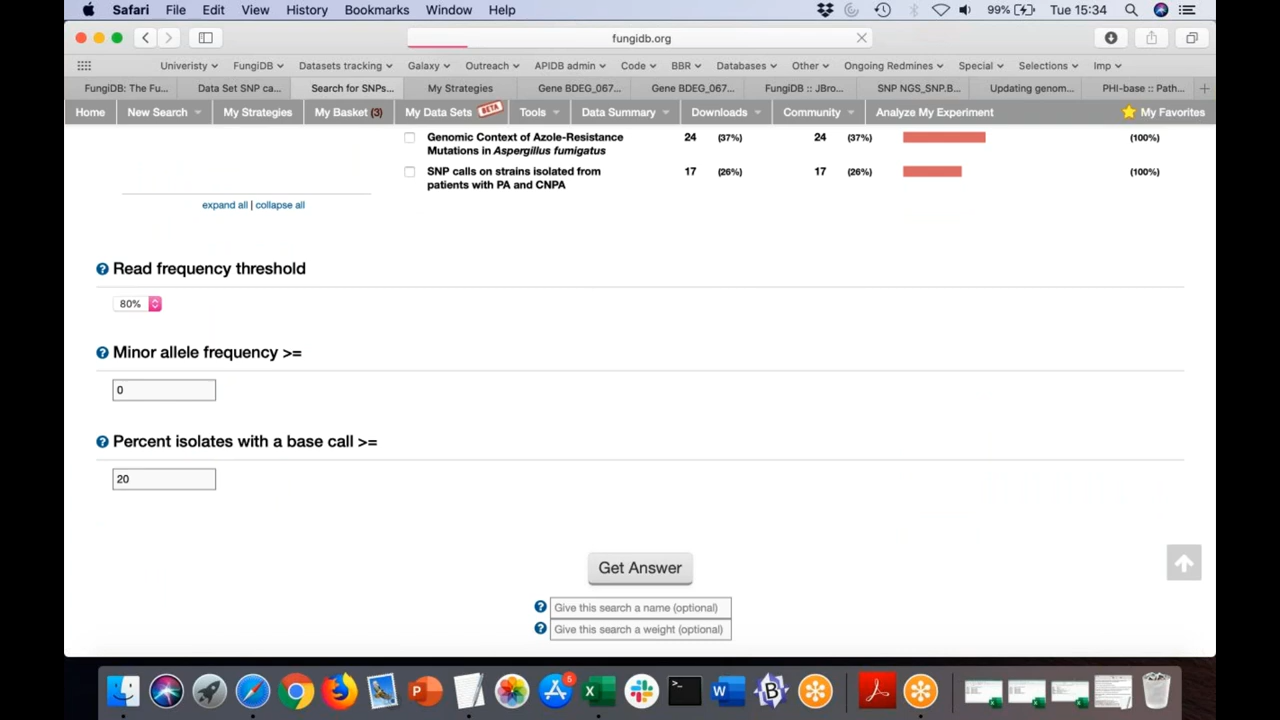 Safari File Edit View History Bookmarks Window Help 99% Tue 15:34
fungidb.org
Univeristy FungiDB Datasets tracking Galaxy Outreach APIDB admin Code BBR Databases Other Ongoing Redmines Special Selections Imp
FungiDB: The Fu... Data Set SNP ca... Search for SNPs... My Strategies Gene BDEG_067... Gene BDEG_067... FungiDB :: JBro... SNP NGS_SNP.B... Updating genom... PHI-base :: Path...
Home New Search My Strategies My Basket (3) My Data Sets BETA Tools Data Summary Downloads Community Analyze My Experiment My Favorites
Genomic Context of Azole-Resistance 24 (37%) 24 (37%) (100%)
Mutations in Aspergillus fumigatus
SNP calls on strains isolated from 17 (26%) 17 (26%) (100%)
patients with PA and CNPA
expand all | collapse all
? Read frequency threshold
80%
? Minor allele frequency >=
0
? Percent isolates with a base call >=
20
Get Answer
? Give this search a name (optional)
? Give this search a weight (optional)
5